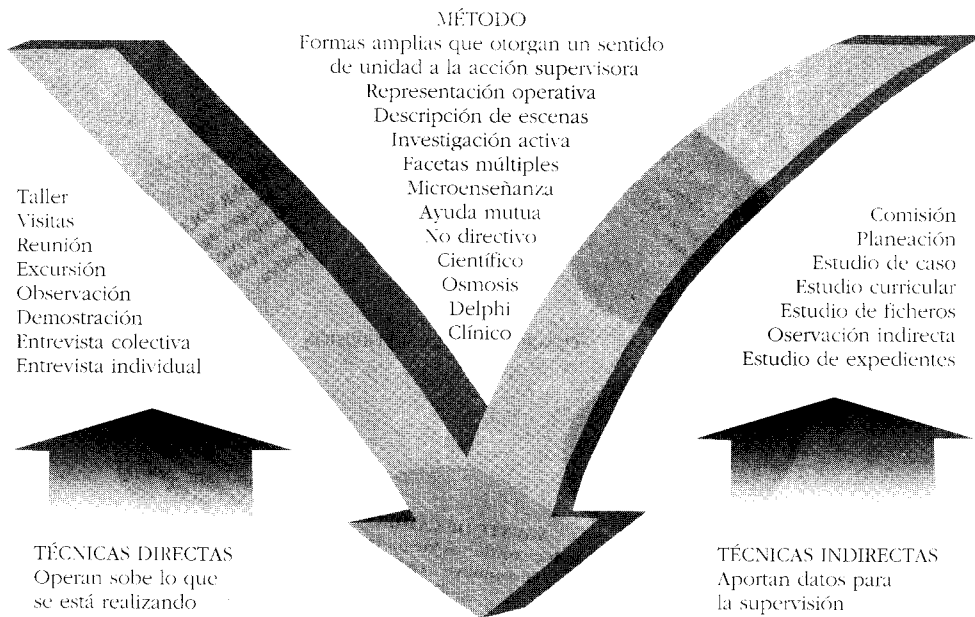 MÉTODO
Formas amplias que otorgan un sentido
de unidad a la acción supervisora
Representación operativa
Descripción de escenas
Investigación activa
Facetas múltiples
Microenseñanza
Ayuda mutua
No directivo
Científico
Osmosis
Delphi
Clínico
Taller
Visitas
Reunión
Excursión
Observación
Demostración
Entrevista colectiva
Entrevista individual
Comisión
Planeación
Estudio de caso
Estudio curricular
Estudio de ficheros
Oservación indirecta
Estudio de expedientes
TÉCNICAS DIRECTAS
Operan sobe lo que
se está realizando
TÉCNICAS INDIRECTAS
Aportan datos para
la supervisión